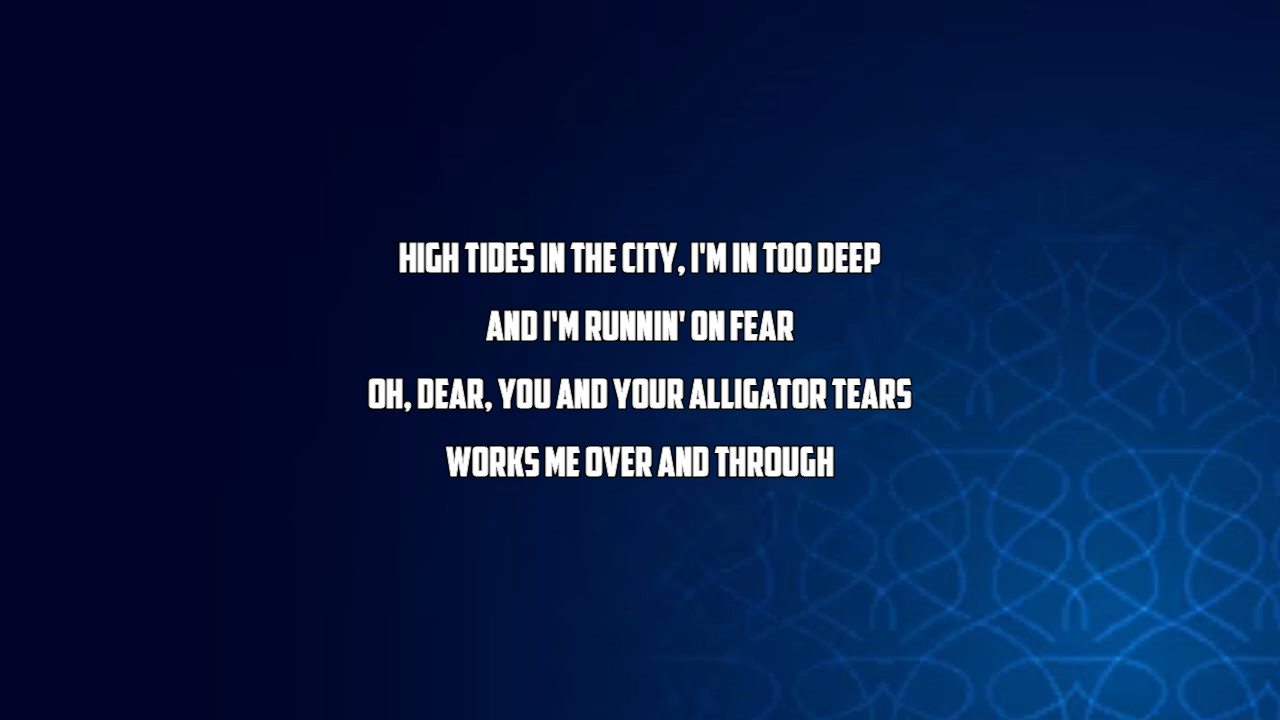 HIGH TIDES IN THE CITY, I'M IN TOO DEEP
AND I'M RUNNIN' ON FEAR
OH, DEAR, YOU AND YOUR ALLIGATOR TEARS
WORKS ME OVER AND THROUGH